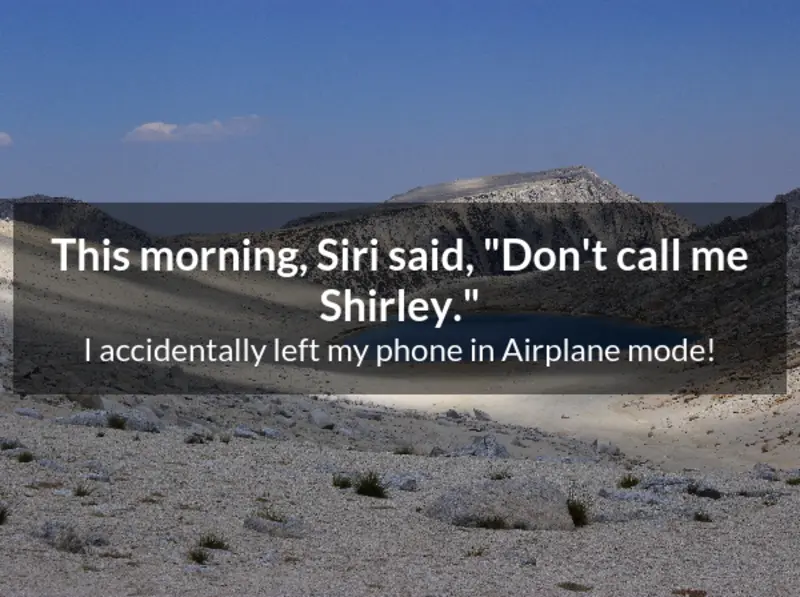 This morning, Siri said, "Don't call me
Shirley."
I accidentally left my phone in Airplane mode!